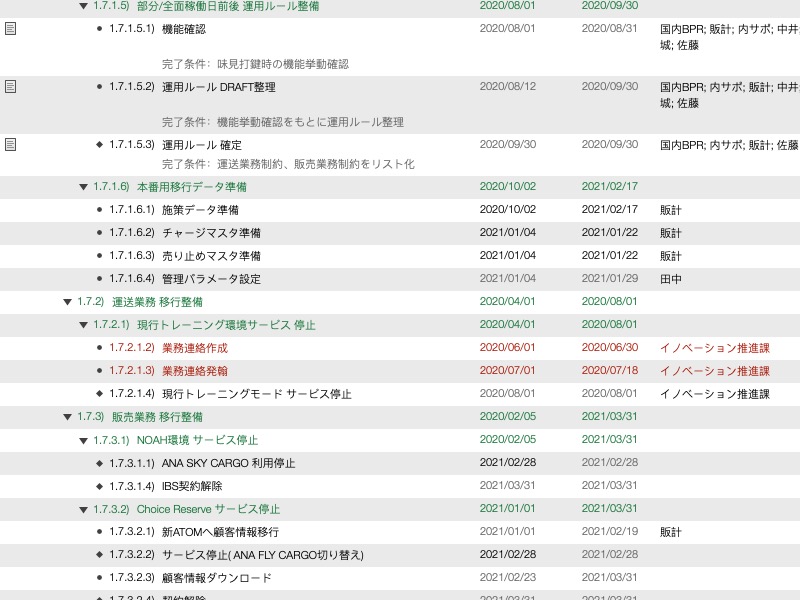 1.7.1.5) 部分/全面稼働日前後 運用ルール整備 2020/08/01 2020/09/30
1.7.1.5.1) 機能確認 2020/08/01 2020/08/31 国内BPR; 内サポ; 販計; 中井;
城; 佐藤
完了条件: 味見打鍵時の機能挙動確認
1.7.1.5.2) 運用ルール DRAFT整理 2020/08/12 2020/09/30 国内BPR; 内サポ; 販計; 中井;
城; 佐藤
完了条件: 機能挙動確認をもとに運用ルール整理
1.7.1.5.3) 運用ルール 確定 2020/09/30 2020/09/30 国内BPR; 内サポ; 販計; 佐藤
完了条件: 運送業務制約、販売業務制約をリスト化
1.7.1.6) 本番用移行データ準備 2020/10/02 2021/02/17
1.7.1.6.1) 施策データ準備 2020/10/02 2021/02/17 販計
1.7.1.6.2) チャージマスタ準備 2021/01/04 2021/01/22 販計
1.7.1.6.3) 売り止めマスタ準備 2021/01/04 2021/01/22 販計
1.7.1.6.4) 管理パラメータ設定 2021/01/04 2021/01/29 田中
1.7.2) 運送業務 移行整備 2020/04/01 2020/08/01
1.7.2.1) 現行トレーニング環境サービス 停止 2020/04/01 2020/08/01
1.7.2.1.2) 業務連絡作成 2020/06/01 2020/06/30 イノベーション推進課
1.7.2.1.3) 業務連絡発翰 2020/07/01 2020/07/18 イノベーション推進課
1.7.2.1.4) 現行トレーニングモード サービス停止 2020/08/01 2020/08/01 イノベーション推進課
1.7.3) 販売業務 移行整備 2020/02/05 2021/03/31
1.7.3.1) NOAH環境 サービス停止 2020/02/05 2021/03/31
1.7.3.1.1) ANA SKY CARGO 利用停止 2021/02/28 2021/02/28
1.7.3.1.4) IBS契約解除 2021/03/31 2021/03/31
1.7.3.2) Choice Reserve サービス停止 2021/01/01 2021/03/31
1.7.3.2.1) 新ATOMへ顧客情報移行 2021/01/01 2021/02/19 販計
1.7.3.2.2) サービス停止( ANA FLY CARGO切り替え) 2021/02/28 2021/02/28
1.7.3.2.3) 顧客情報ダウンロード 2021/02/23 2021/03/31
1.7.3.2.4) 契約解除 2021/03/31 2021/03/31